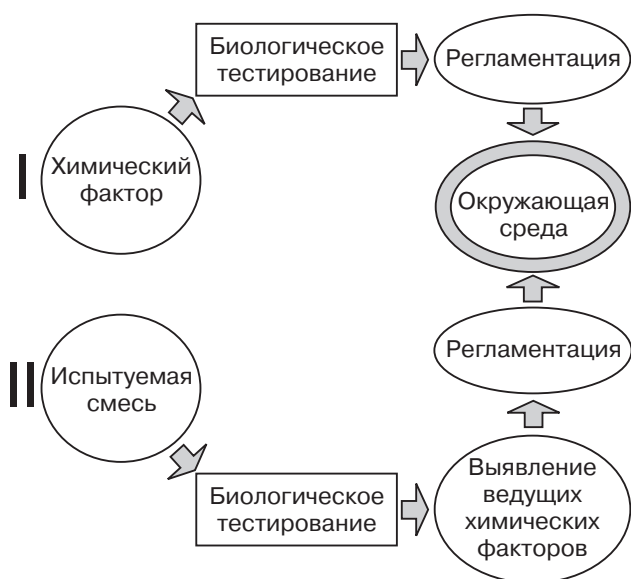 Биологическое
тестирование
Регламентация
I
Химический
фактор
Окружающая
среда
Регламентация
II
Испытуемая
смесь
Биологическое
тестирование
Выявление
ведущих
химических
факторов